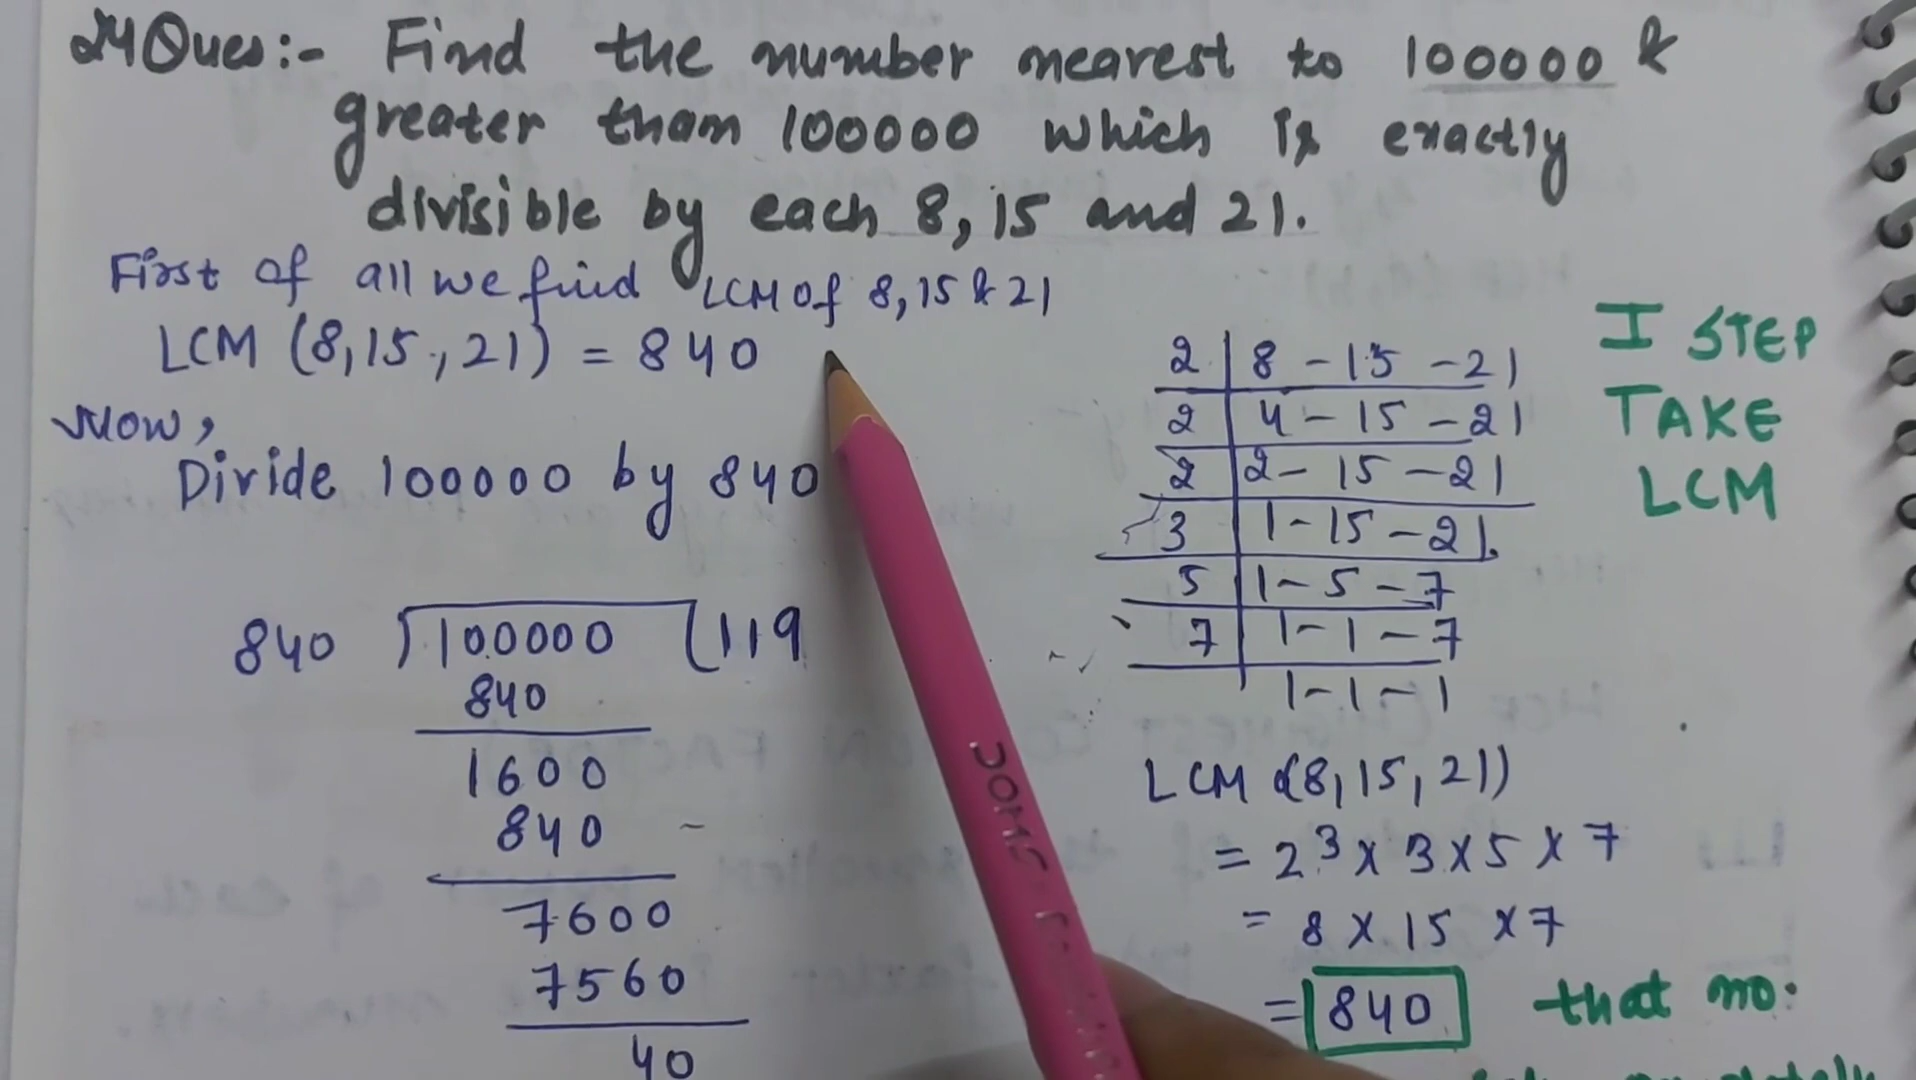 24 Ques:- Find the number nearest to 100000 &
greater than 100000 which is exactly
divisible by each 8, 15 and 21.
First of all we find LCM of 8, 15 & 21
LCM (8, 15, 21) = 840
Now,
Divide 100000 by 840
840 ) 100000 ( 119
840
1600
840
7600
7560
40
2 | 8 - 15 - 21
2 | 4 - 15 - 21
2 | 2 - 15 - 21
3 | 1 - 15 - 21
5 | 1 - 5 - 7
7 | 1 - 1 - 7
1 - 1 - 1
LCM (8, 15, 21)
= 2³ x 3 x 5 x 7
= 8 x 15 x 7
= 840 that no.
I STEP
TAKE
LCM
DOMS